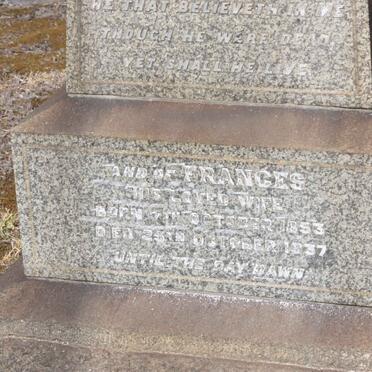 HE THAT BELIEVETH IN ME
THOUGH HE WERE DEAD,
YET SHALL HE LIVE
AND OF FRANCES
HIS LOVED WIFE
BORN 7TH OCTOBER 1853
DIED OCTOBER 1937
UNTIL THE DAY DAWN